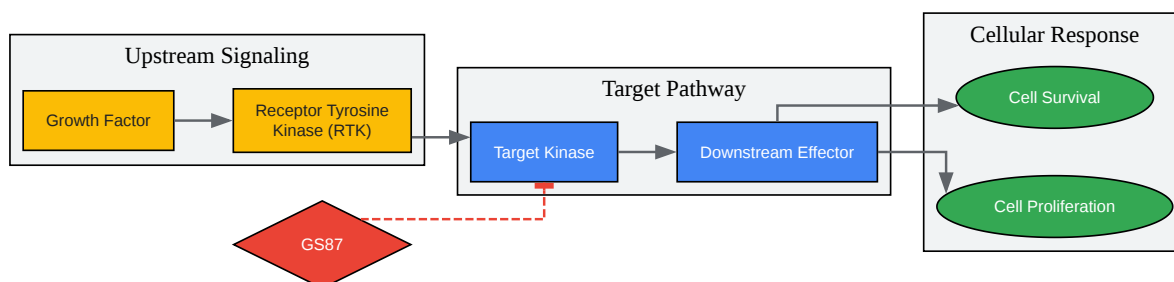 Upstream Signaling
Growth Factor
Receptor Tyrosine
Kinase (RTK)
Target Pathway
Target Kinase
Downstream Effector
Cellular Response
Cell Survival
Cell Proliferation
GS87